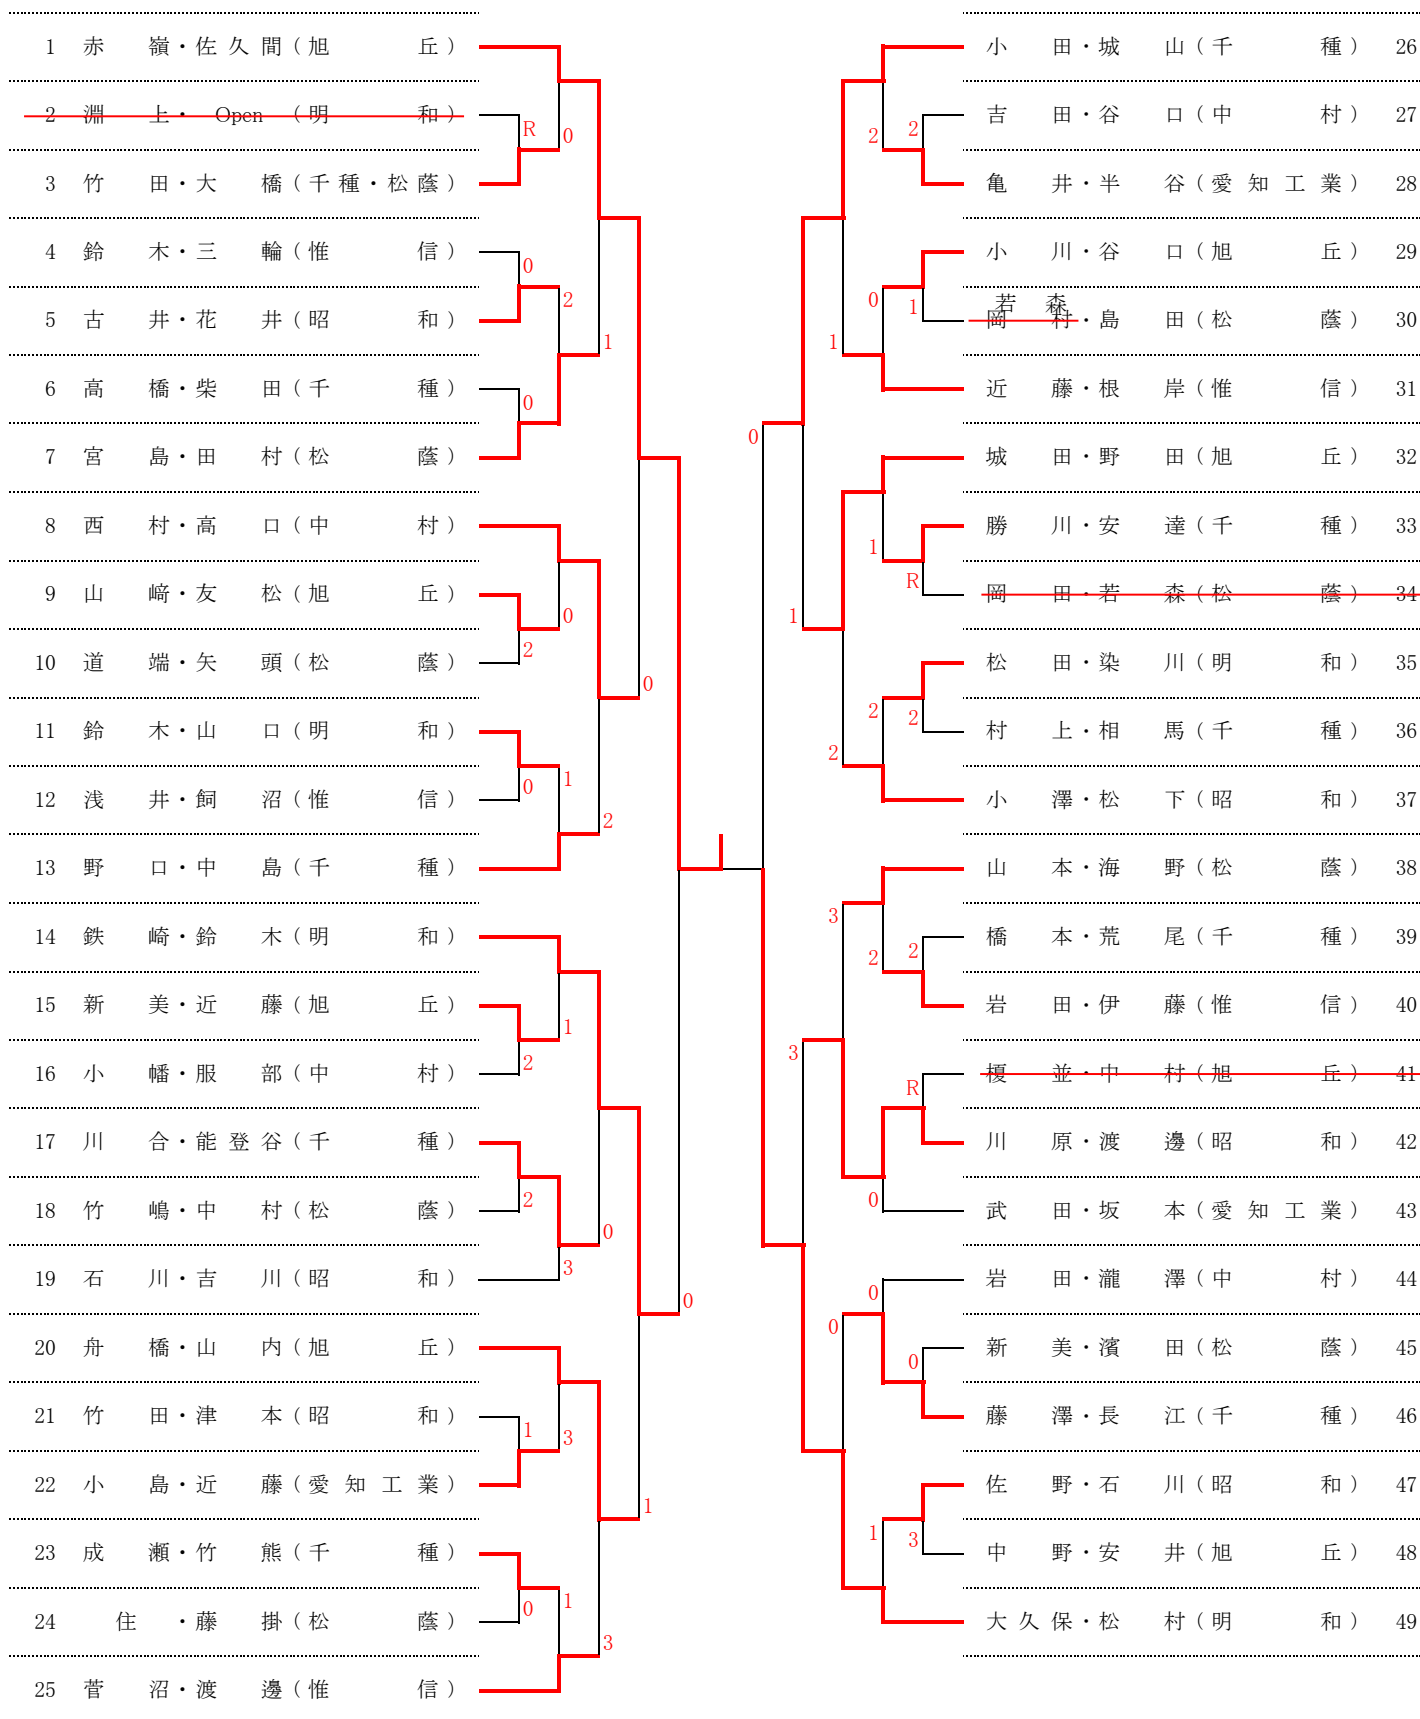 1 赤 嶺・佐久間(旭 丘)
2 淵 上・ Open (明 和)
R
0
3 竹 田・大 橋(千種・松蔭)
4 鈴 木・三 輪(惟 信)
0
2
5 古 井・花 井(昭 和)
1
6 高 橋・柴 田(千 種)
0
7 宮 島・田 村(松 蔭)
8 西 村・高 口(中 村)
9 山 﨑・友 松(旭 丘)
0
2
10 道 端・矢 頭(松 蔭)
0
11 鈴 木・山 口(明 和)
1
0
12 浅 井・飼 沼(惟 信)
2
13 野 口・中 島(千 種)
14 鉄 崎・鈴 木(明 和)
15 新 美・近 藤(旭 丘)
1
2
16 小 幡・服 部(中 村)
17 川 合・能登谷(千 種)
2
18 竹 嶋・中 村(松 蔭)
0
3
19 石 川・吉 川(昭 和)
0
20 舟 橋・山 内(旭 丘)
21 竹 田・津 本(昭 和)
1
3
22 小 島・近 藤(愛知工業)
1
23 成 瀬・竹 熊(千 種)
1
0
24 住 ・藤 掛(松 蔭)
3
25 菅 沼・渡 邊(惟 信)
小 田・城 山(千 種) 26
吉 田・谷 口(中 村) 27
2
2
亀 井・半 谷(愛知工業) 28
小 川・谷 口(旭 丘) 29
0
1
若 森
岡 村・島 田(松 蔭) 30
1
近 藤・根 岸(惟 信) 31
0
城 田・野 田(旭 丘) 32
勝 川・安 達(千 種) 33
1
R
岡 田・若 森(松 蔭) 34
1
松 田・染 川(明 和) 35
2
2
村 上・相 馬(千 種) 36
2
小 澤・松 下(昭 和) 37
山 本・海 野(松 蔭) 38
3
橋 本・荒 尾(千 種) 39
2
2
岩 田・伊 藤(惟 信) 40
3
榎 並・中 村(旭 丘) 41
R
川 原・渡 邊(昭 和) 42
0
武 田・坂 本(愛知工業) 43
岩 田・瀧 澤(中 村) 44
0
0
新 美・濱 田(松 蔭) 45
0
藤 澤・長 江(千 種) 46
佐 野・石 川(昭 和) 47
1
3
中 野・安 井(旭 丘) 48
大久保・松 村(明 和) 49